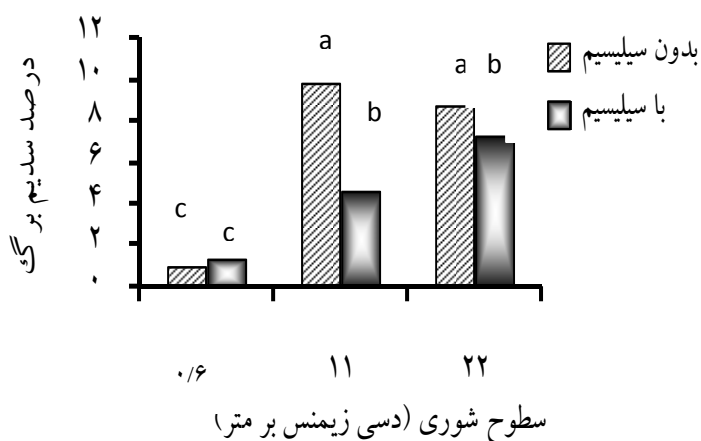 ۱۲
۱۰
۸
۶
۴
۲
۰
درصد سدیم برگ
a
a b
b
c
c
بدون سیلیسیم
با سیلیسیم
۰/۶ ۱۱ ۲۲
سطوح شوری (دسی زیمنس بر متر)